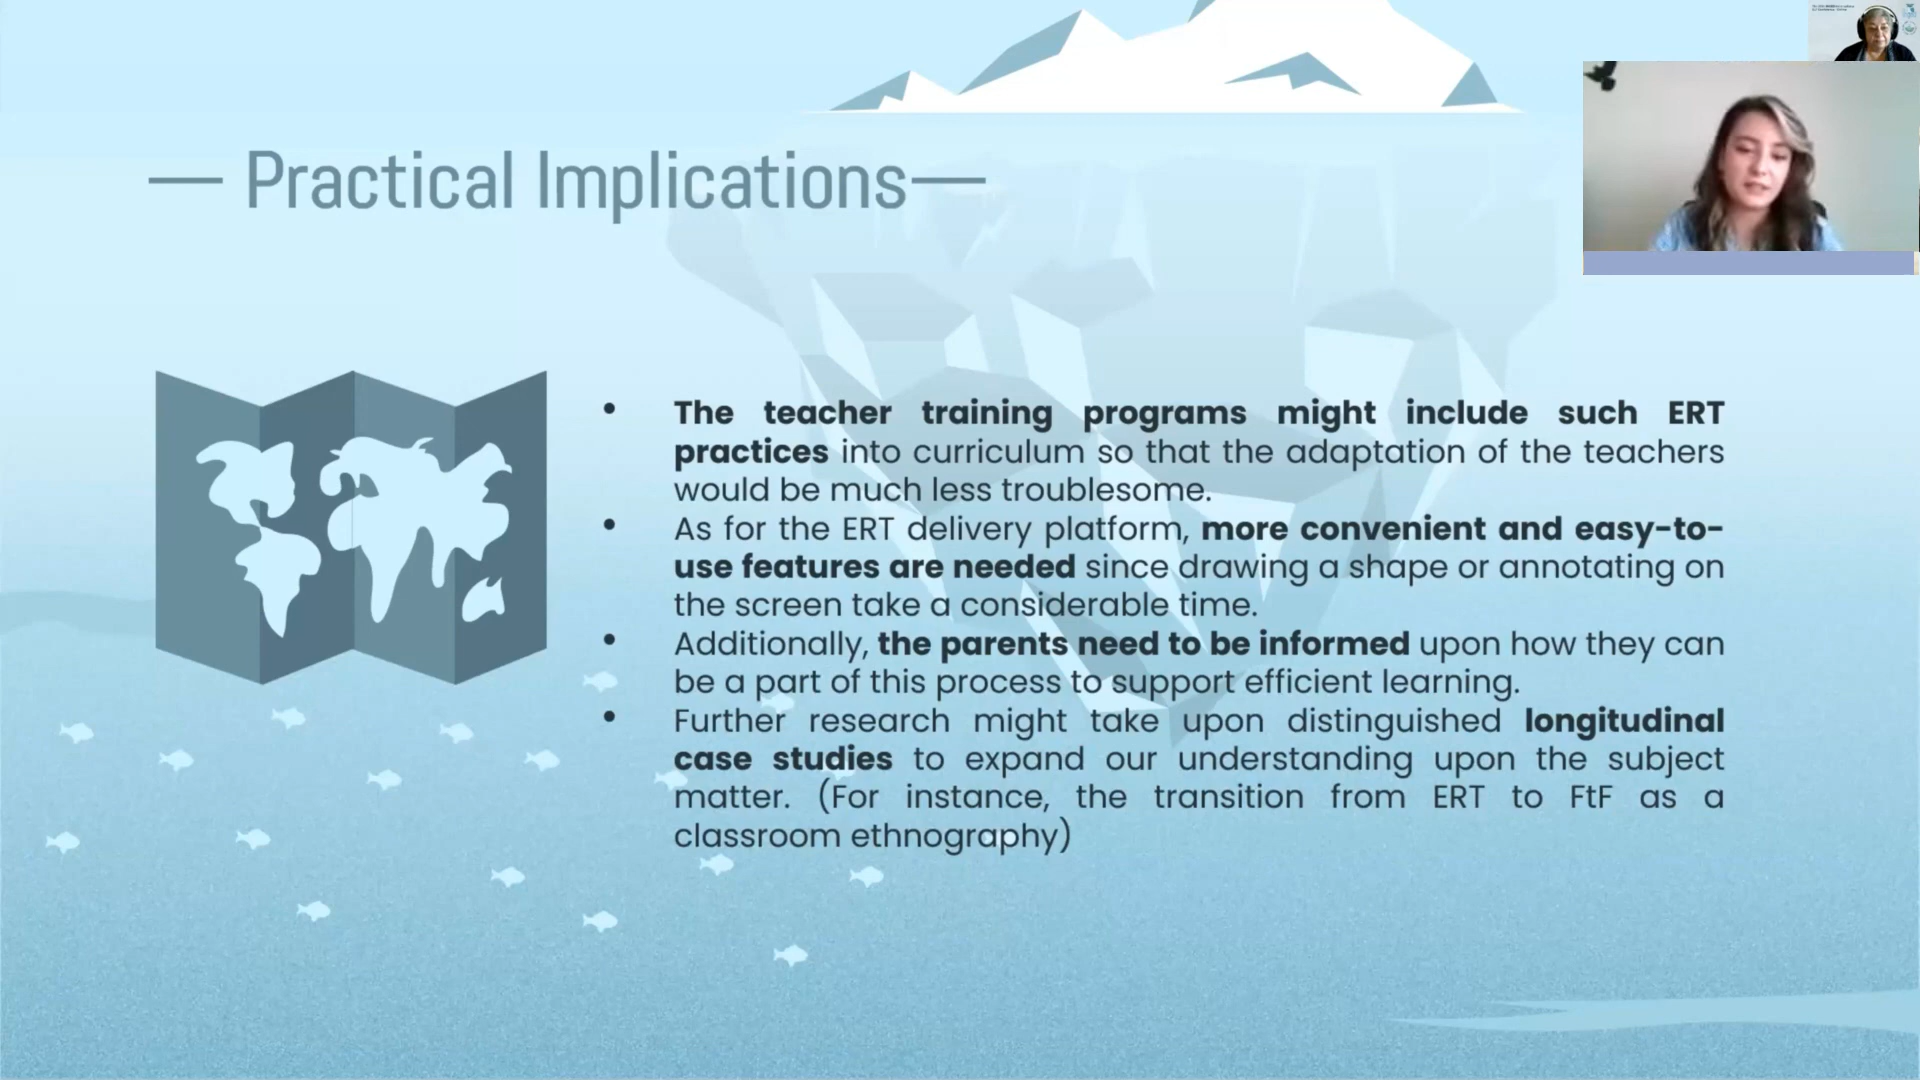 Practical Implications
• The teacher training programs might include such ERT
practices into curriculum so that the adaptation of the teachers
would be much less troublesome.
• As for the ERT delivery platform, more convenient and easy-to-
use features are needed since drawing a shape or annotating on
the screen take a considerable time.
• Additionally, the parents need to be informed upon how they can
be a part of this process to support efficient learning.
• Further research might take upon distinguished longitudinal
case studies to expand our understanding upon the subject
matter. (For instance, the transition from ERT to FtF as a
classroom ethnography)